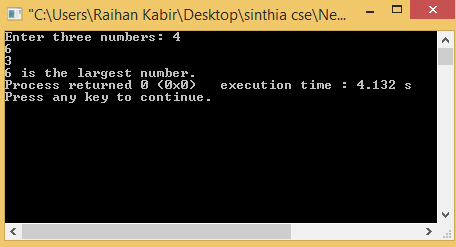 "C:\Users\Raihan Kabir\Desktop\sinthia cse\Ne...
Enter three numbers: 4
6
3
6 is the largest number.
Process returned 0 (0x0)   execution time : 4.132 s
Press any key to continue.